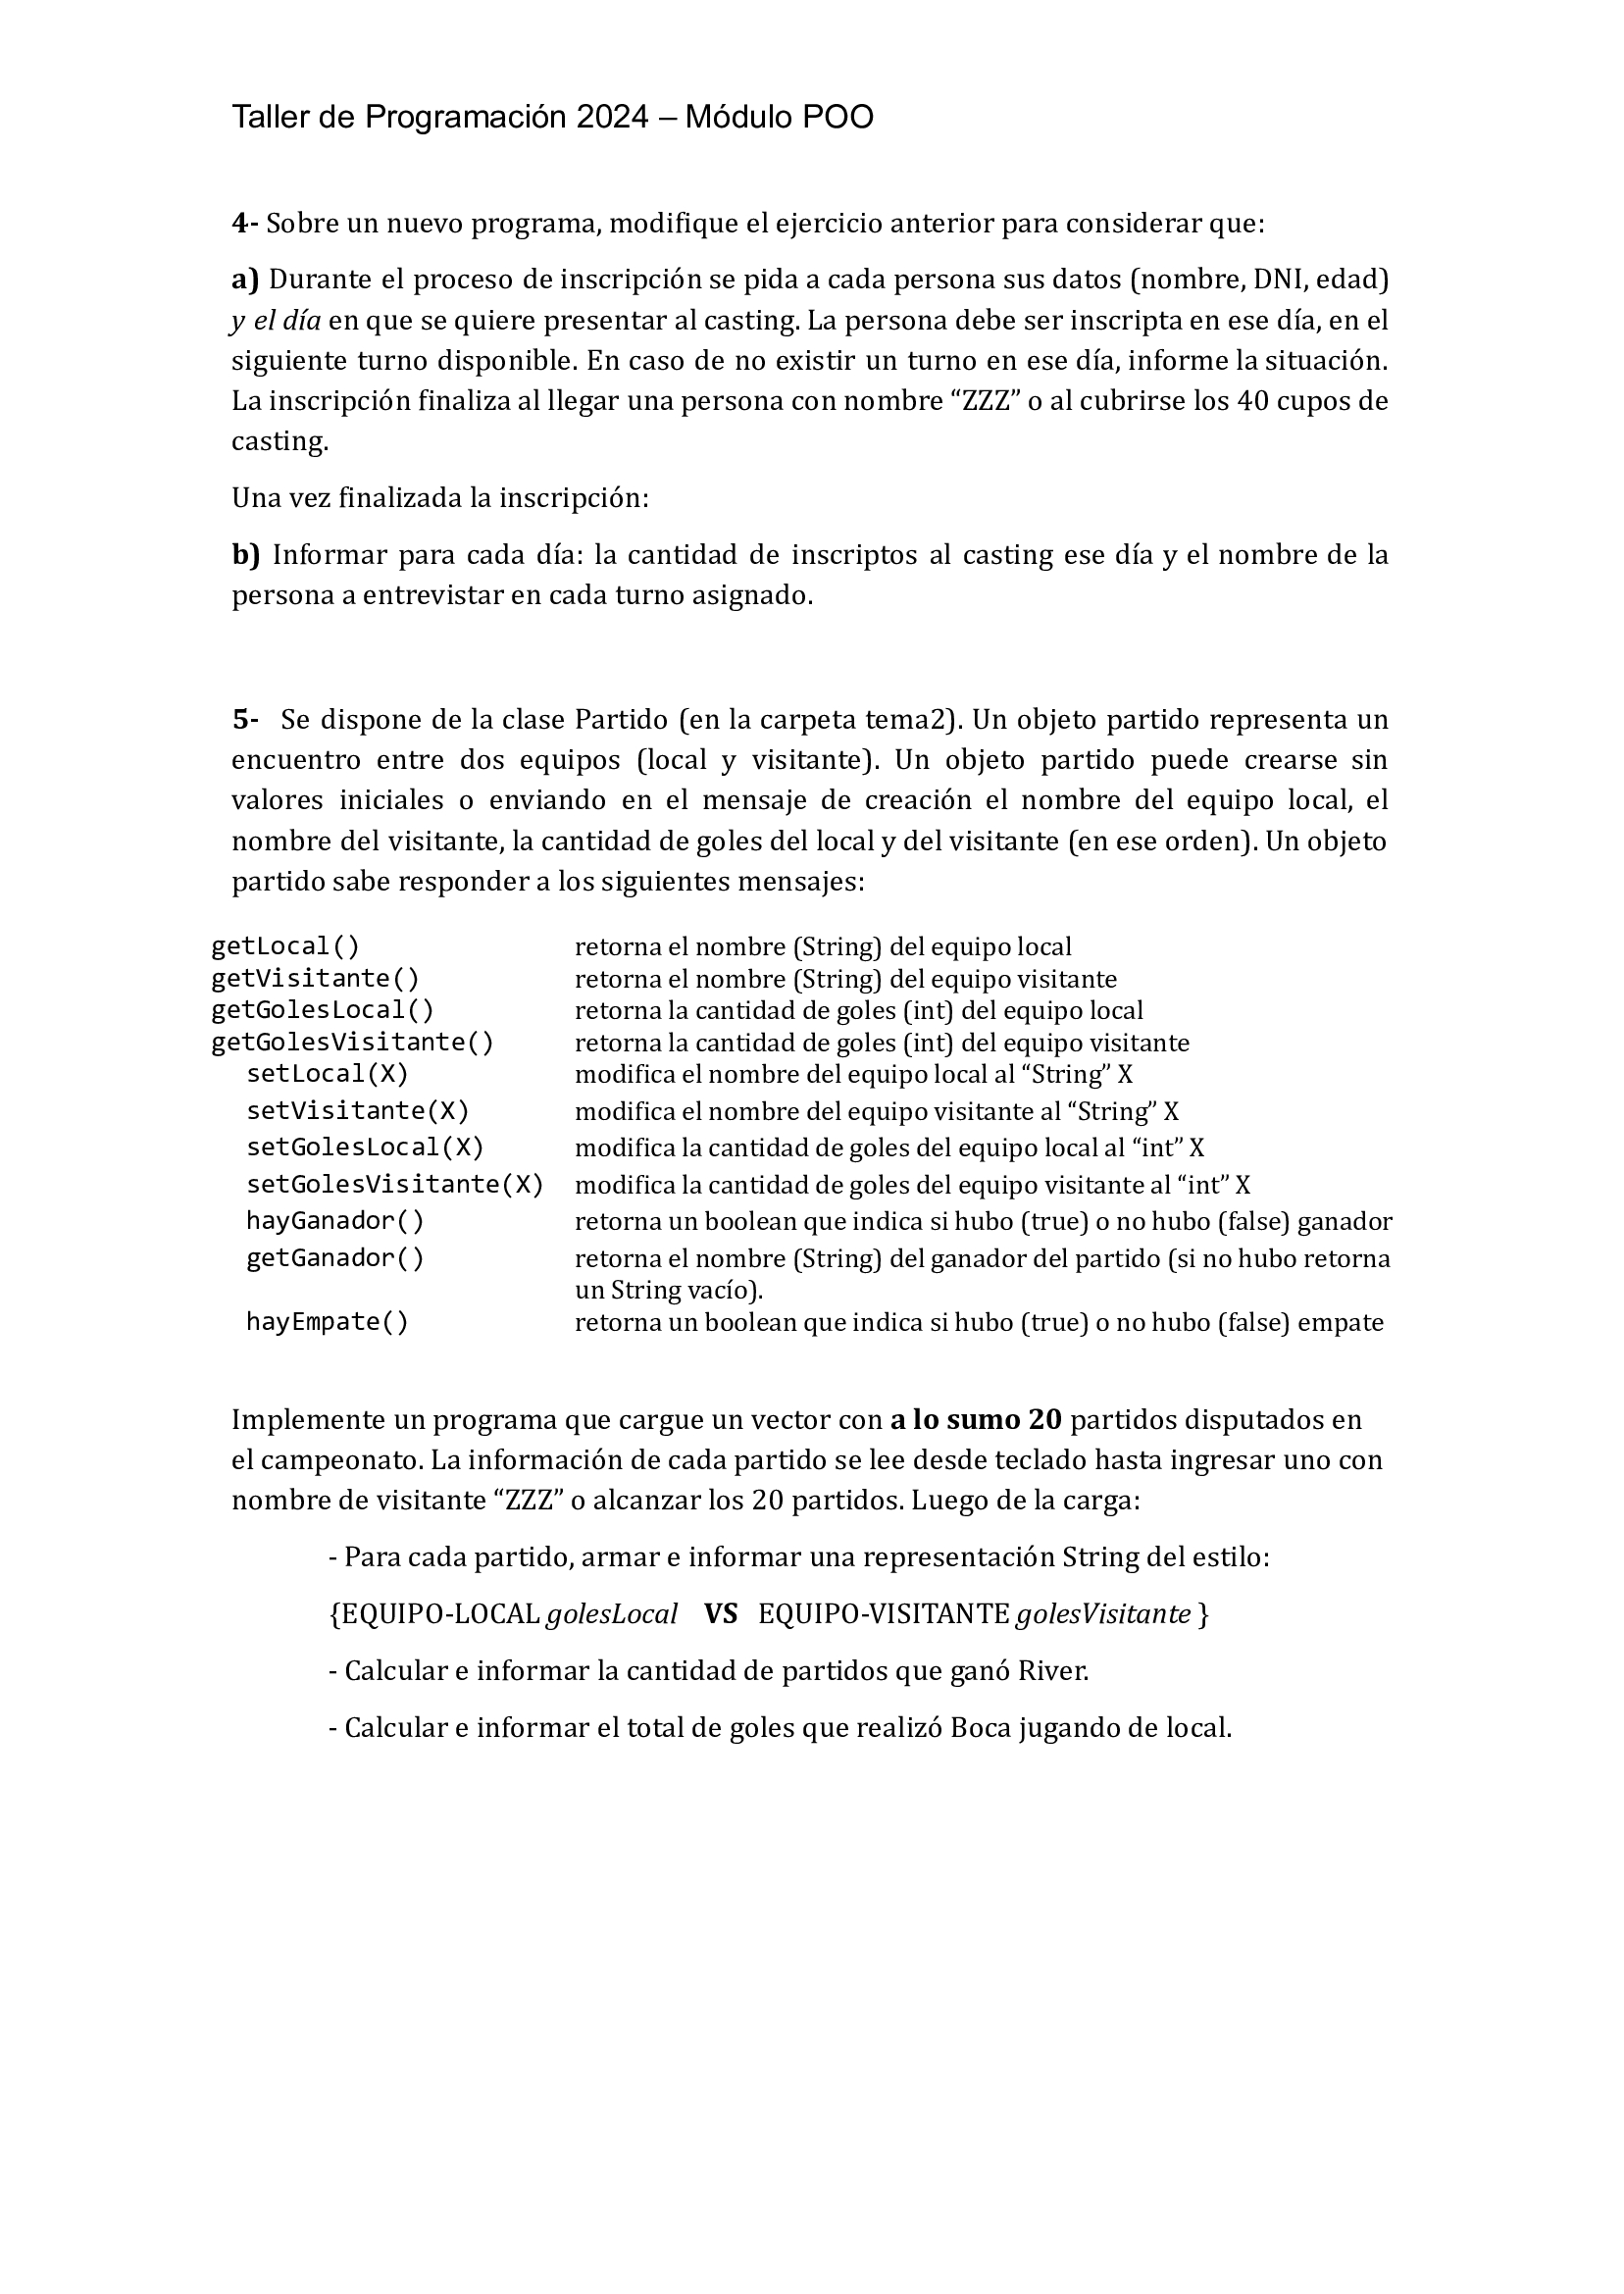 Taller de Programación 2024 – Módulo POO
4- Sobre un nuevo programa, modifique el ejercicio anterior para considerar que:
a) Durante el proceso de inscripción se pida a cada persona sus datos (nombre, DNI, edad)
y el día en que se quiere presentar al casting. La persona debe ser inscripta en ese día, en el
siguiente turno disponible. En caso de no existir un turno en ese día, informe la situación.
La inscripción finaliza al llegar una persona con nombre “ZZZ” o al cubrirse los 40 cupos de
casting.
Una vez finalizada la inscripción:
b) Informar para cada día: la cantidad de inscriptos al casting ese día y el nombre de la
persona a entrevistar en cada turno asignado.
5- Se dispone de la clase Partido (en la carpeta tema2). Un objeto partido representa un
encuentro entre dos equipos (local y visitante). Un objeto partido puede crearse sin
valores iniciales o enviando en el mensaje de creación el nombre del equipo local, el
nombre del visitante, la cantidad de goles del local y del visitante (en ese orden). Un objeto
partido sabe responder a los siguientes mensajes:
getLocal() retorna el nombre (String) del equipo local
getVisitante() retorna el nombre (String) del equipo visitante
getGolesLocal() retorna la cantidad de goles (int) del equipo local
getGolesVisitante() retorna la cantidad de goles (int) del equipo visitante
setLocal(X) modifica el nombre del equipo local al “String” X
setVisitante(X) modifica el nombre del equipo visitante al “String” X
setGolesLocal(X) modifica la cantidad de goles del equipo local al “int” X
setGolesVisitante(X) modifica la cantidad de goles del equipo visitante al “int” X
hayGanador() retorna un boolean que indica si hubo (true) o no hubo (false) ganador
getGanador() retorna el nombre (String) del ganador del partido (si no hubo retorna
un String vacío).
hayEmpate() retorna un boolean que indica si hubo (true) o no hubo (false) empate
Implemente un programa que cargue un vector con a lo sumo 20 partidos disputados en
el campeonato. La información de cada partido se lee desde teclado hasta ingresar uno con
nombre de visitante “ZZZ” o alcanzar los 20 partidos. Luego de la carga:
- Para cada partido, armar e informar una representación String del estilo:
{EQUIPO-LOCAL golesLocal VS EQUIPO-VISITANTE golesVisitante }
- Calcular e informar la cantidad de partidos que ganó River.
- Calcular e informar el total de goles que realizó Boca jugando de local.